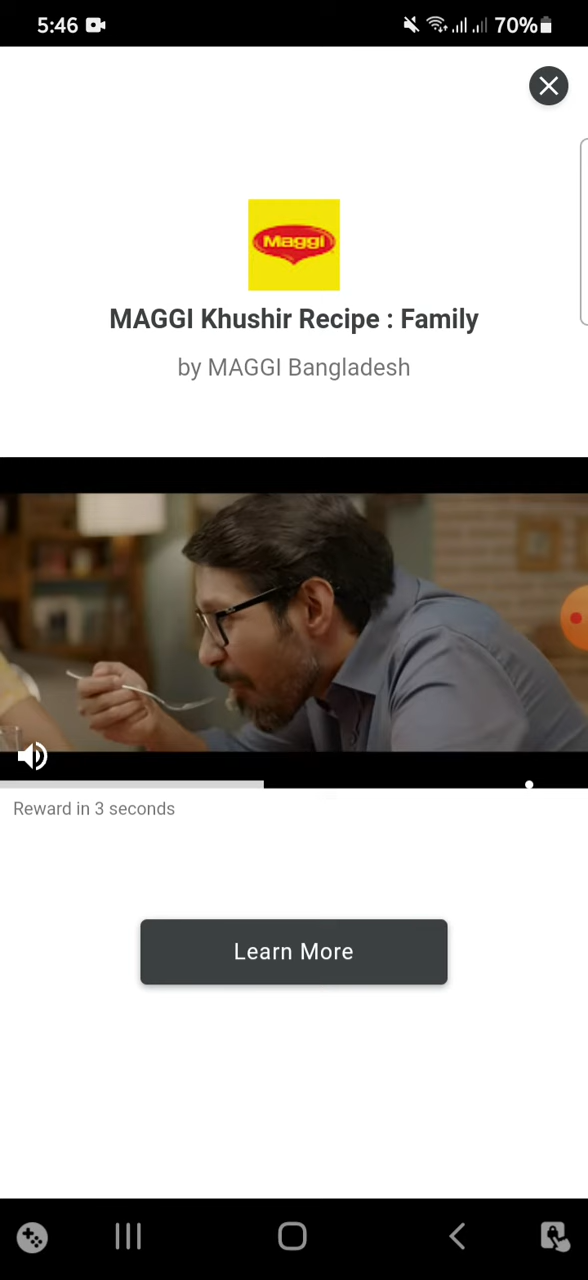 5:46
70%
Maggi
MAGGI Khushir Recipe : Family
by MAGGI Bangladesh
Reward in 3 seconds
Learn More